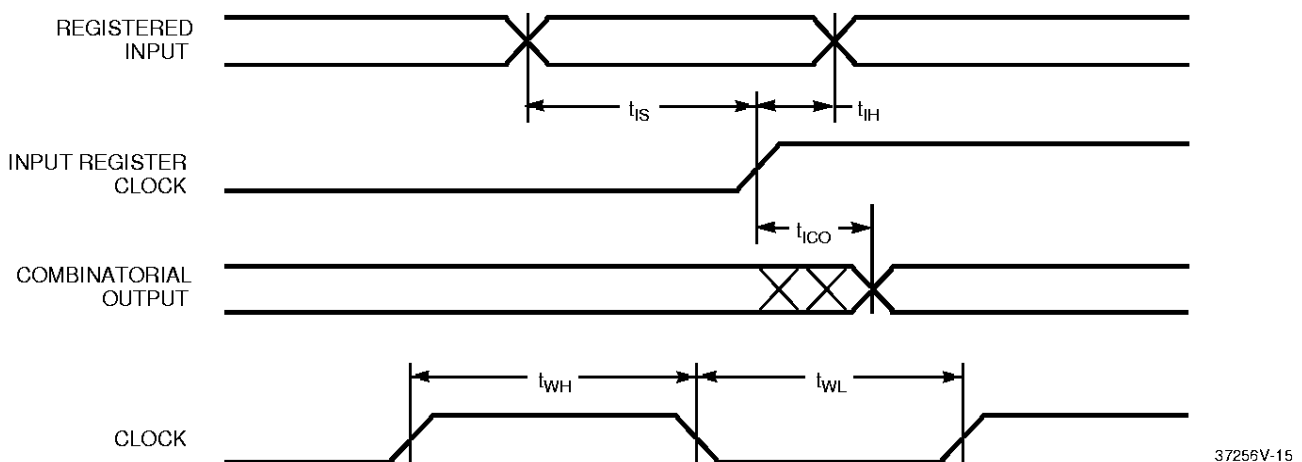 REGISTERED
INPUT
tIS
tIH
INPUT REGISTER
CLOCK
tICO
COMBINATORIAL
OUTPUT
tWH
tWL
CLOCK
37256V-15